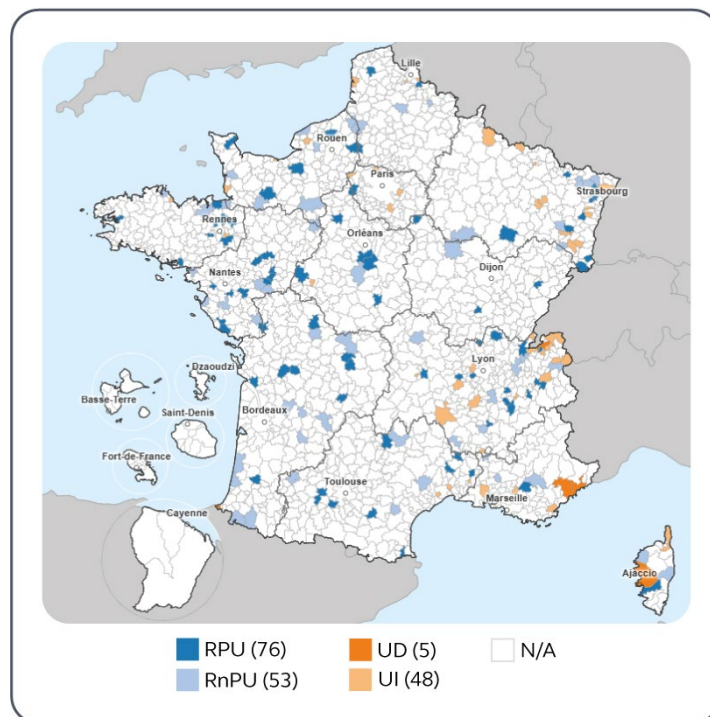 Lille
Rouen
Paris
Strasbourg
Rennes
Orléans
Nantes
Dijon
Dzaoudzi
Lyon
Basse-Terre
Saint-Denis
Bordeaux
Fort-de-France
Toulouse
Marseille
Cayenne
Ajaccio
RPU (76) UD (5) N/A
RnPU (53) UI (48)